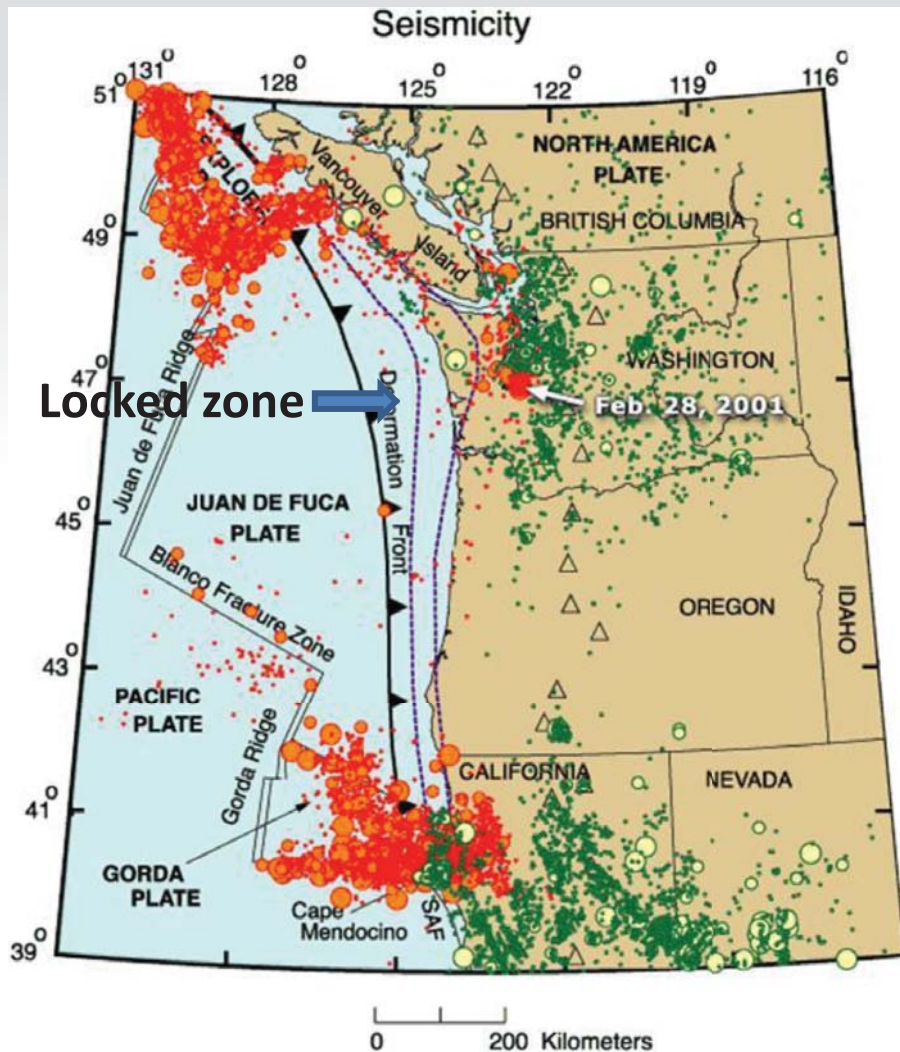 Seismicity
131°
128°
125°
122°
119°
116°
51°
49°
47°
45°
43°
41°
39°
NORTH AMERICA
PLATE
BRITISH COLUMBIA
Vancouver
Island
WASHINGTON
Feb. 28, 2001
Locked zone
Juan de Fuca Ridge
Deformation Front
JUAN DE FUCA
PLATE
Blanco Fracture Zone
OREGON
IDAHO
PACIFIC
PLATE
Gorda Ridge
CALIFORNIA
NEVADA
GORDA
PLATE
Cape
Mendocino
SAF
0 200 Kilometers